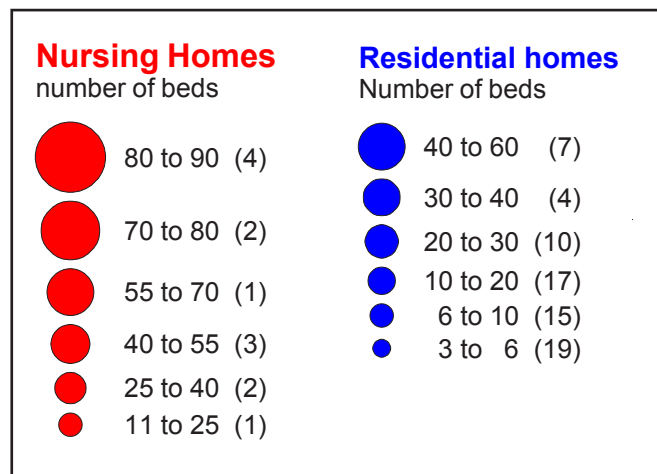 Nursing Homes
number of beds
80 to 90 (4)
70 to 80 (2)
55 to 70 (1)
40 to 55 (3)
25 to 40 (2)
11 to 25 (1)
Residential homes
Number of beds
40 to 60 (7)
30 to 40 (4)
20 to 30 (10)
10 to 20 (17)
6 to 10 (15)
3 to 6 (19)